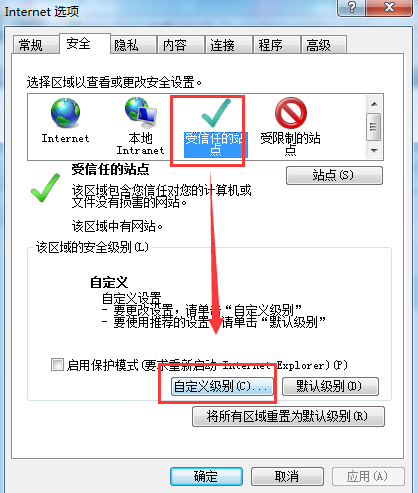 Internet 选项
常规 安全 隐私 内容 连接 程序 高级
选择区域以查看或更改安全设置。
Internet
本地
Intranet
受信任的站
点
受限制的站
点
受信任的站点
站点(S)
该区域包含您信任对您的计算机或
文件没有损害的网站。
该区域中有网站。
该区域的安全级别(L)
自定义
自定义设置
- 要更改设置，请单击“自定义级别”
- 要使用推荐的设置，请单击“默认级别”
启用保护模式(要求重新启动 Internet Explorer)(P)
自定义级别(C)... 默认级别(D)
将所有区域重置为默认级别(R)
确定 取消 应用(A)